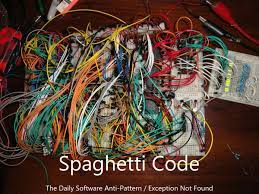 Spaghetti Code
The Daily Software Anti-Pattern / Exception Not Found